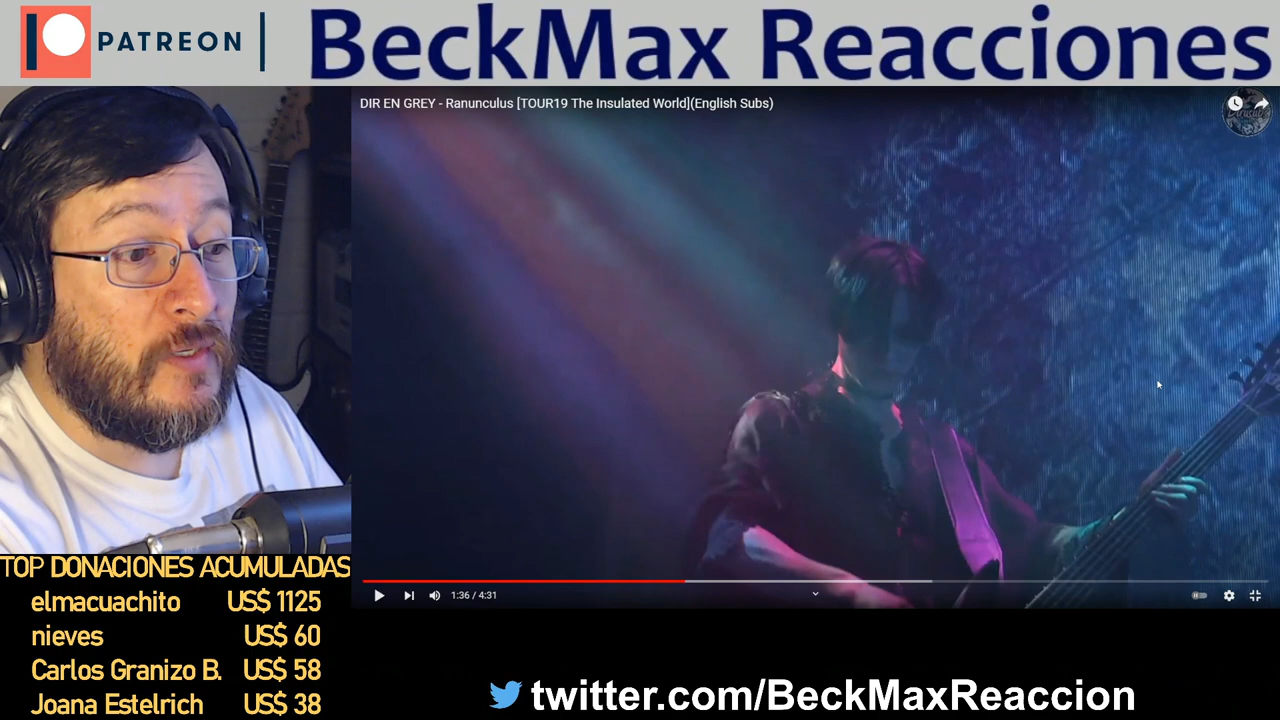 PATREON
BeckMax Reacciones
DIR EN GREY - Ranunculus [TOUR19 The Insulated World](English Subs)
1:36 / 4:31
TOP DONACIONES ACUMULADAS
elmacuachito US$ 1125
nieves US$ 60
Carlos Granizo B. US$ 58
Joana Estelrich US$ 38
twitter.com/BeckMaxReaccion